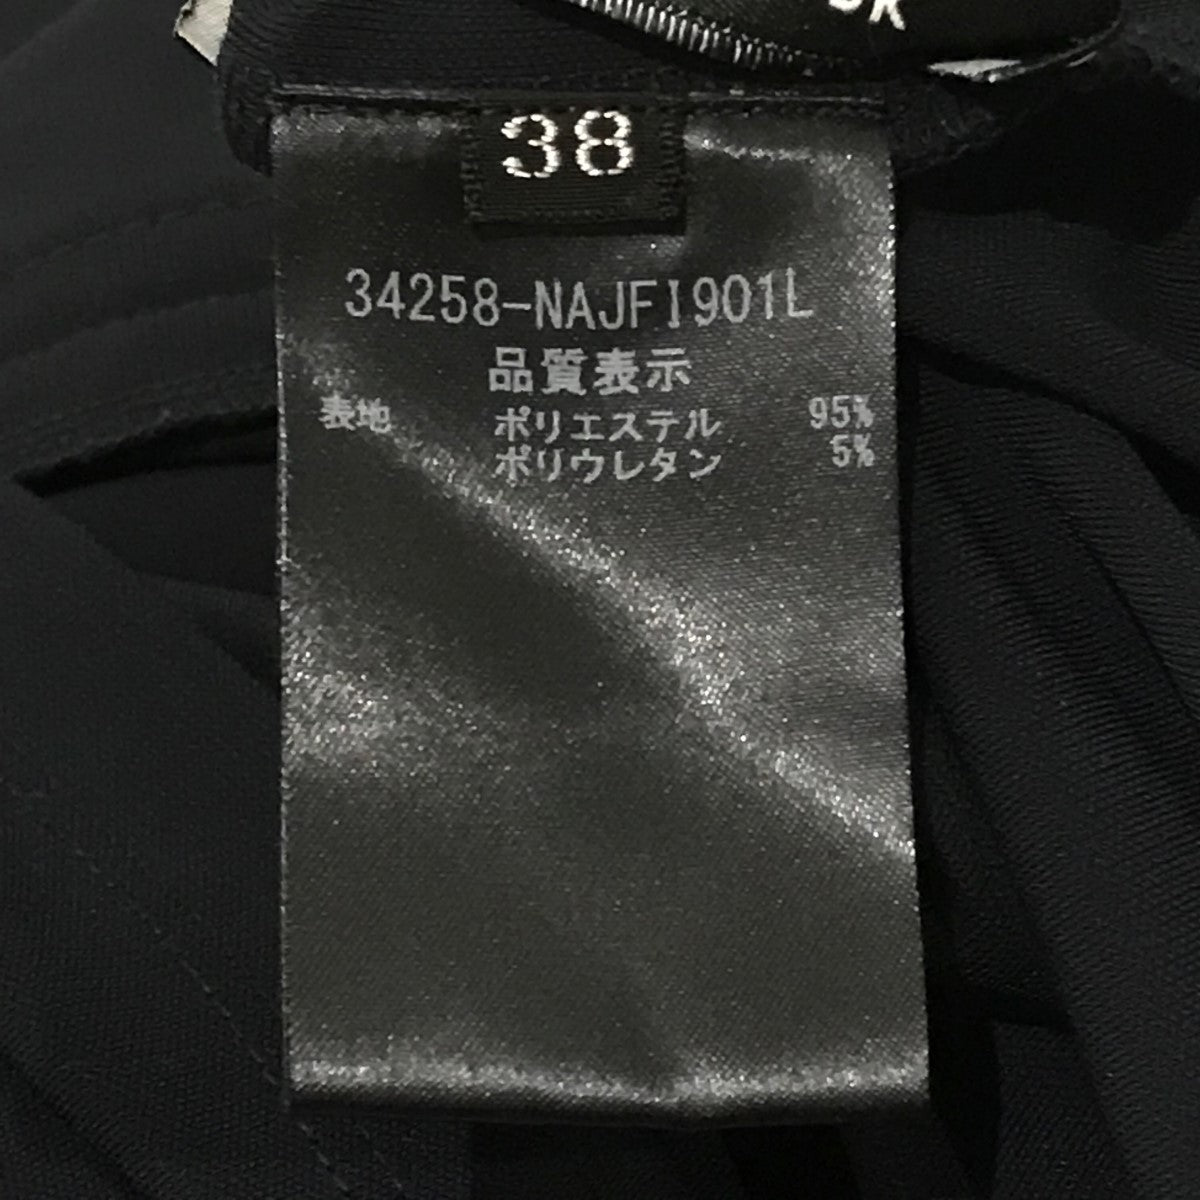 38
34258-NAJFI901L
品質表示
表地 ポリエステル 95%
ポリウレタン 5%